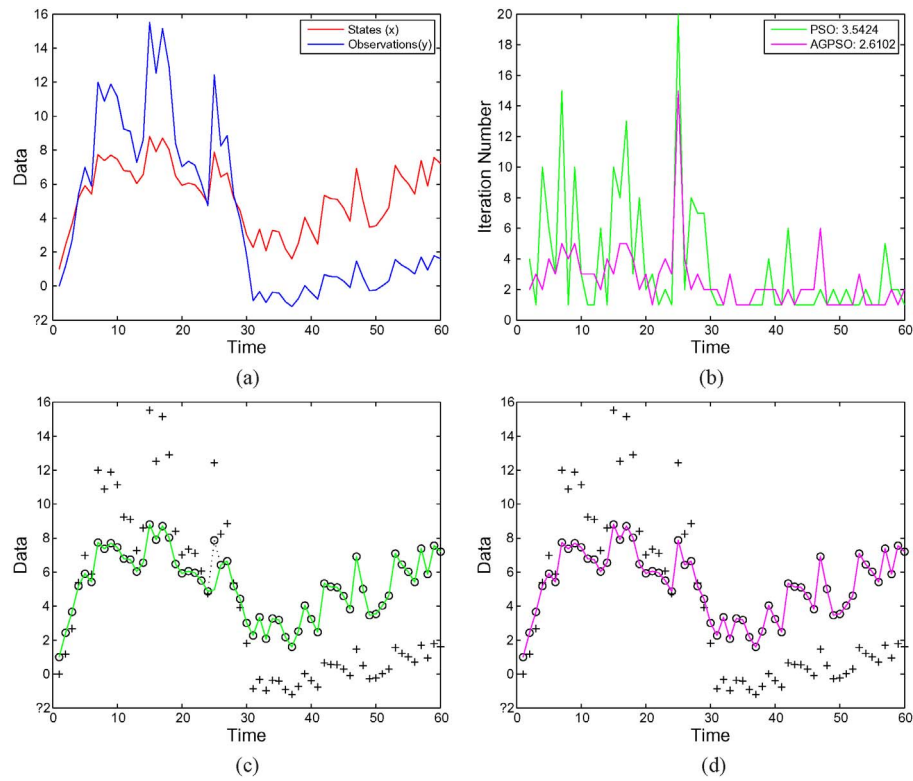 16
14
12
10
8
6
4
2
0
?2
0 10 20 30 40 50 60
Data
Time
States (x)
Observations(y)
(a)
20
18
16
14
12
10
8
6
4
2
0
0 10 20 30 40 50 60
Iteration Number
Time
PSO: 3.5424
AGPSO: 2.6102
(b)
16
14
12
10
8
6
4
2
0
?2
0 10 20 30 40 50 60
Data
Time
(c)
16
14
12
10
8
6
4
2
0
?2
0 10 20 30 40 50 60
Data
Time
(d)